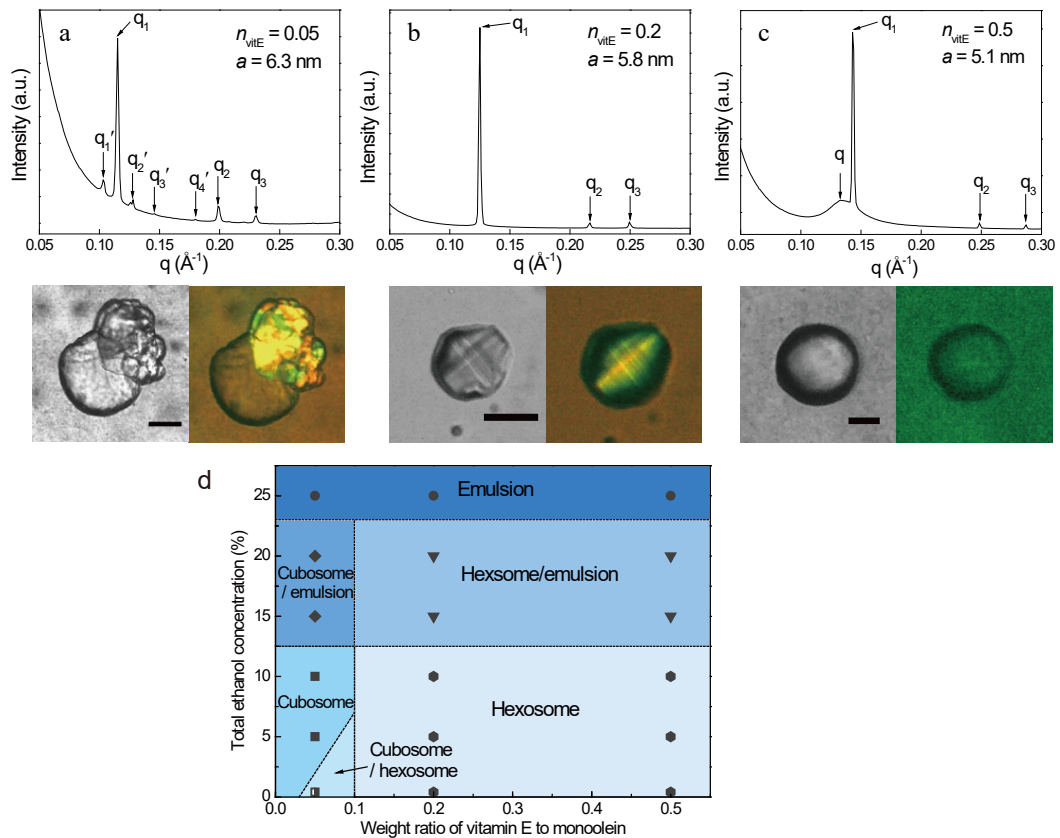 a
q₁
n_vitE = 0.05
a = 6.3 nm
q₁′
q₂′
q₃′
q₄′
q₂
q₃
Intensity (a.u.)
0.05 0.10 0.15 0.20 0.25 0.30
q (Å⁻¹)
b
q₁
n_vitE = 0.2
a = 5.8 nm
q₂
q₃
Intensity (a.u.)
0.05 0.10 0.15 0.20 0.25 0.30
q (Å⁻¹)
c
q₁
n_vitE = 0.5
a = 5.1 nm
q
q₂
q₃
Intensity (a.u.)
0.05 0.10 0.15 0.20 0.25 0.30
q (Å⁻¹)
d
Total ethanol concentration (%)
25
20
15
10
5
0
Emulsion
Cubosome
/ emulsion
Hexsome/emulsion
Cubosome
Hexosome
Cubosome
/ hexosome
0.0 0.1 0.2 0.3 0.4 0.5
Weight ratio of vitamin E to monoolein